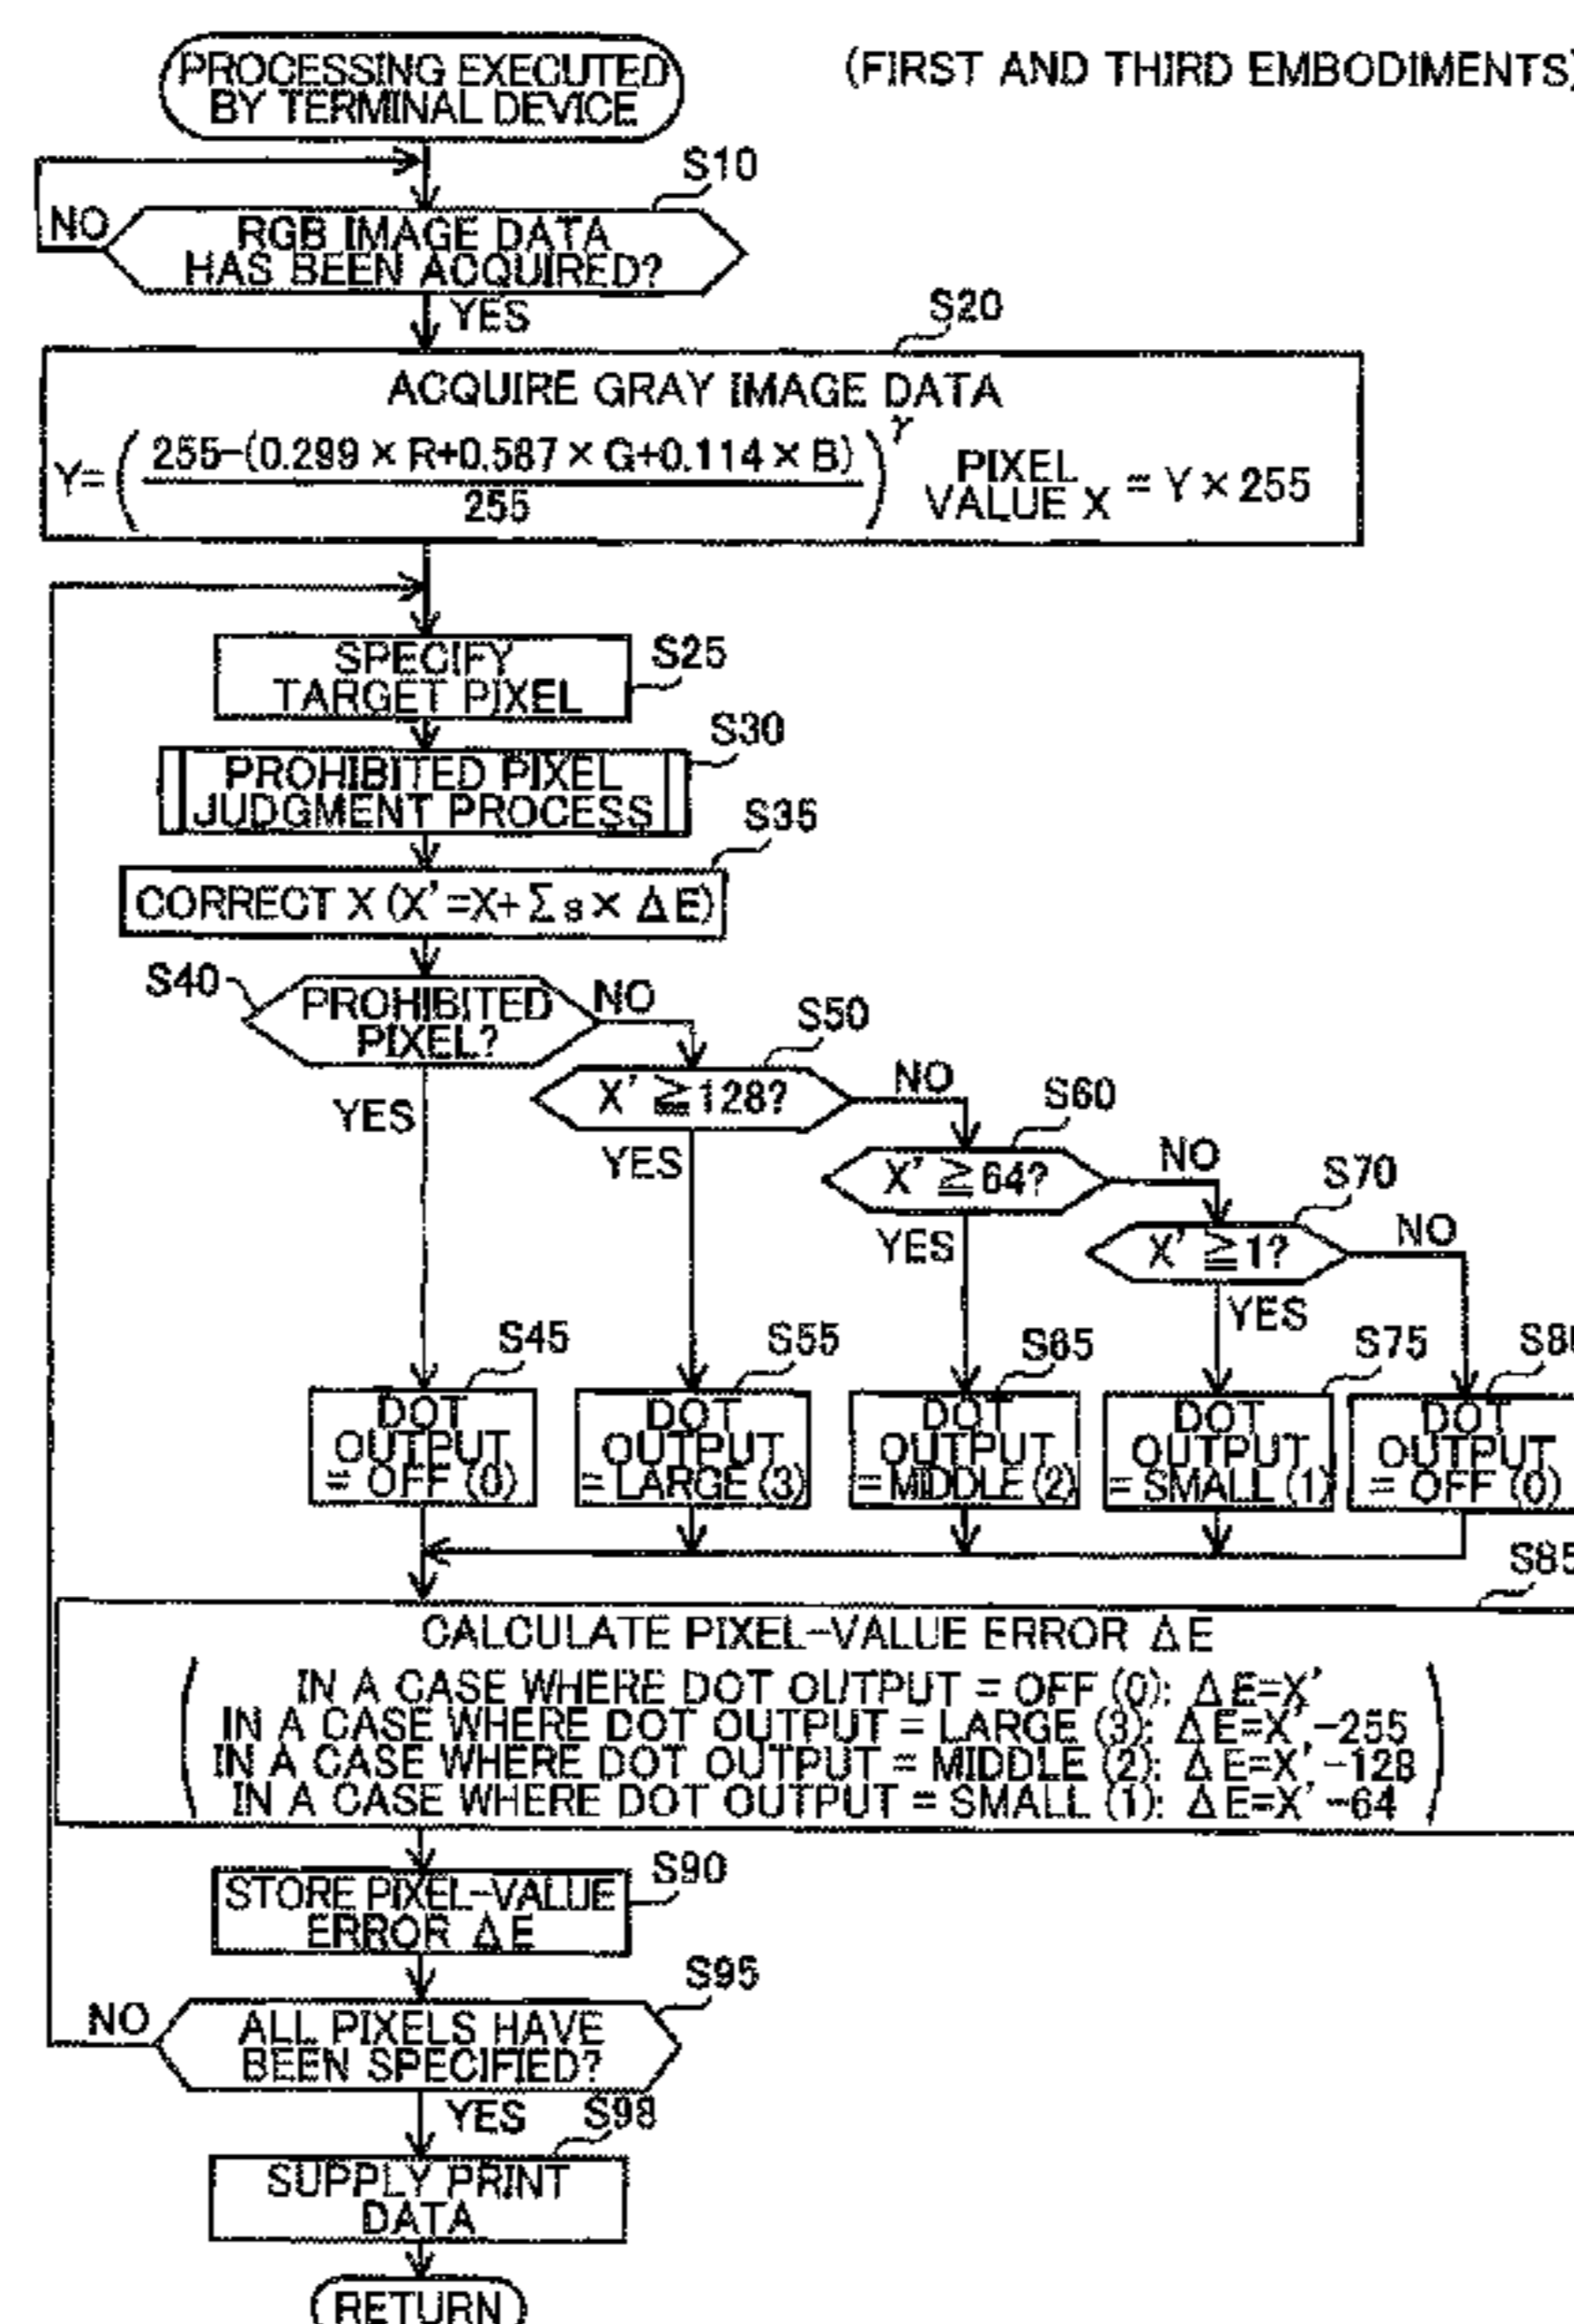 PROCESSING EXECUTED
BY TERMINAL DEVICE
(FIRST AND THIRD EMBODIMENTS)
S10
NO
RGB IMAGE DATA
HAS BEEN ACQUIRED?
YES
S20
ACQUIRE GRAY IMAGE DATA
Y=(255-(0.299 × R+0.587 × G+0.114 × B)/255)^γ PIXEL VALUE X = Y × 255
SPECIFY
TARGET PIXEL
S25
S30
PROHIBITED PIXEL
JUDGMENT PROCESS
S35
CORRECT X (X'=X+Σs× ΔE)
S40
PROHIBITED
PIXEL?
NO
YES
S50
X' ≧128?
NO
YES
S60
X' ≧64?
NO
YES
S70
X' ≧1?
NO
YES
S45
DOT
OUTPUT
= OFF (0)
S55
DOT
OUTPUT
= LARGE (3)
S65
DOT
OUTPUT
= MIDDLE (2)
S75
DOT
OUTPUT
= SMALL (1)
S80
DOT
OUTPUT
= OFF (0)
S85
CALCULATE PIXEL-VALUE ERROR ΔE
IN A CASE WHERE DOT OUTPUT = OFF (0): ΔE=X'
IN A CASE WHERE DOT OUTPUT = LARGE (3): ΔE=X'-255
IN A CASE WHERE DOT OUTPUT = MIDDLE (2): ΔE=X'-128
IN A CASE WHERE DOT OUTPUT = SMALL (1): ΔE=X'-64
S90
STORE PIXEL-VALUE
ERROR ΔE
S95
NO
ALL PIXELS HAVE
BEEN SPECIFIED?
YES
S98
SUPPLY PRINT
DATA
RETURN